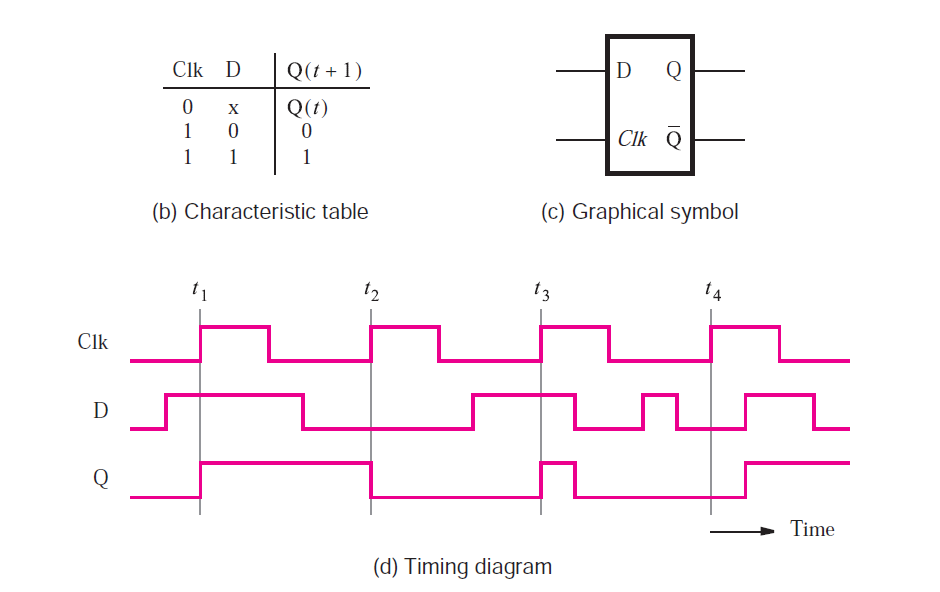 Clk D Q(t + 1)
0 x Q(t)
1 0 0
1 1 1
(b) Characteristic table
D Q
Clk Q̅
(c) Graphical symbol
t1 t2 t3 t4
Clk
D
Q
Time
(d) Timing diagram